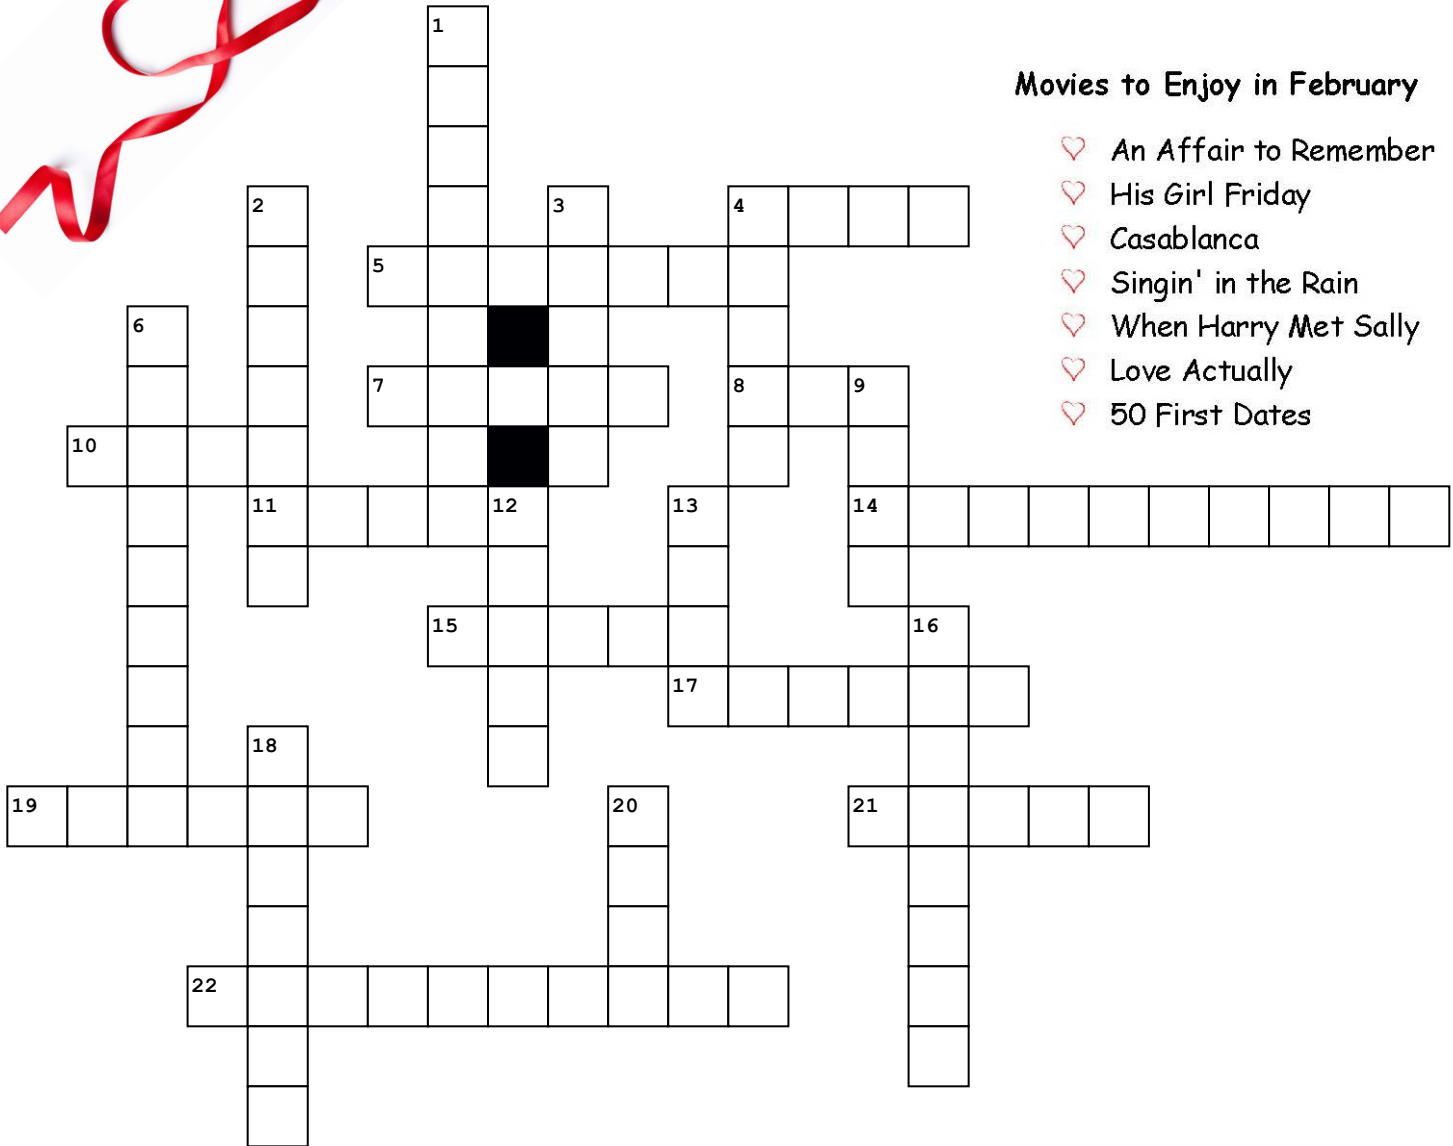 1
Movies to Enjoy in February
An Affair to Remember
2 3 4
His Girl Friday
Casablanca
5
Singin' in the Rain
6
When Harry Met Sally
Love Actually
7 8 9
50 First Dates
10
11 12 13 14
15 16
17
18
19 20 21
22